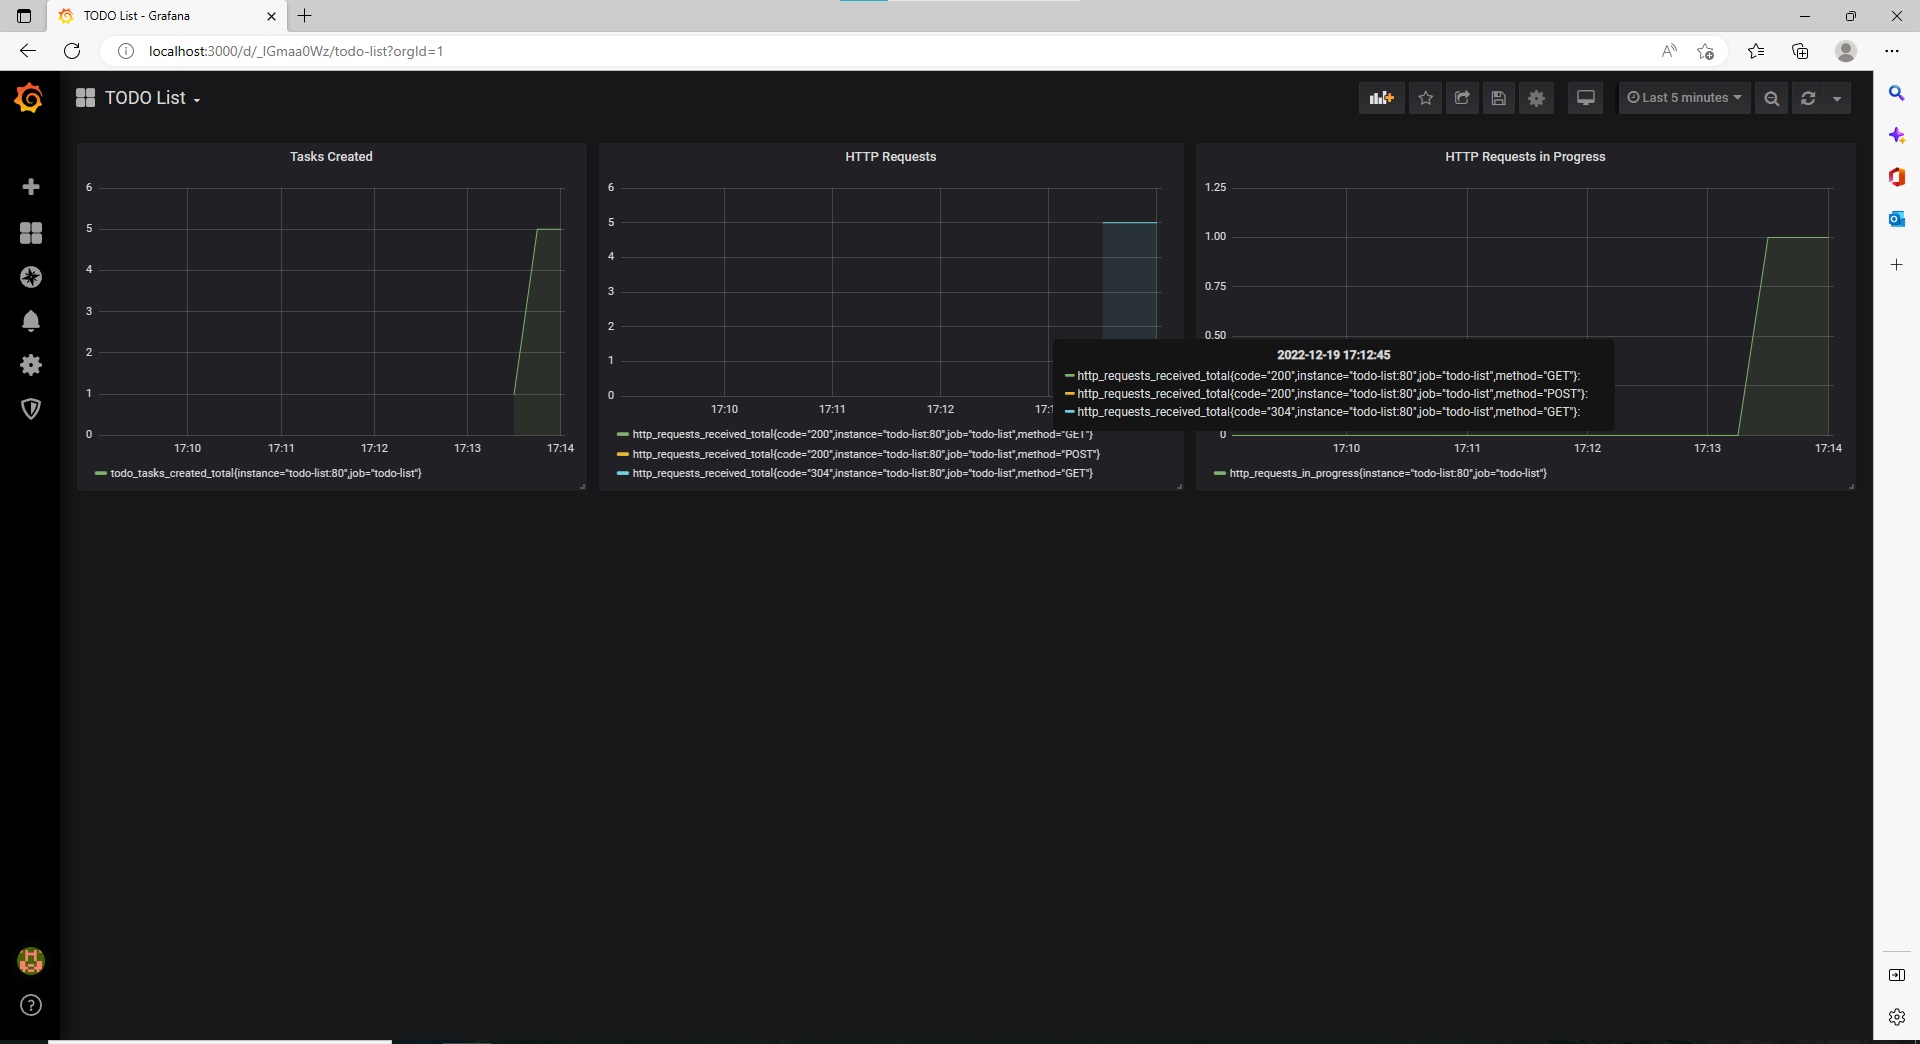 TODO List - Grafana
localhost:3000/d/_lGmaa0Wz/todo-list?orgId=1
TODO List
Last 5 minutes
Tasks Created
6
5
4
3
2
1
0
17:10 17:11 17:12 17:13 17:14
todo_tasks_created_total{instance="todo-list:80",job="todo-list"}
HTTP Requests
6
5
4
3
2
1
0
17:10 17:11 17:12 17:1
http_requests_received_total{code="200",instance="todo-list:80",job="todo-list",method="GET"}
http_requests_received_total{code="200",instance="todo-list:80",job="todo-list",method="POST"}
http_requests_received_total{code="304",instance="todo-list:80",job="todo-list",method="GET"}
HTTP Requests in Progress
1.25
1.00
0.75
0.50
0
2022-12-19 17:12:45
http_requests_received_total{code="200",instance="todo-list:80",job="todo-list",method="GET"}:
http_requests_received_total{code="200",instance="todo-list:80",job="todo-list",method="POST"}:
http_requests_received_total{code="304",instance="todo-list:80",job="todo-list",method="GET"}:
17:10 17:11 17:12 17:13 17:14
http_requests_in_progress{instance="todo-list:80",job="todo-list"}